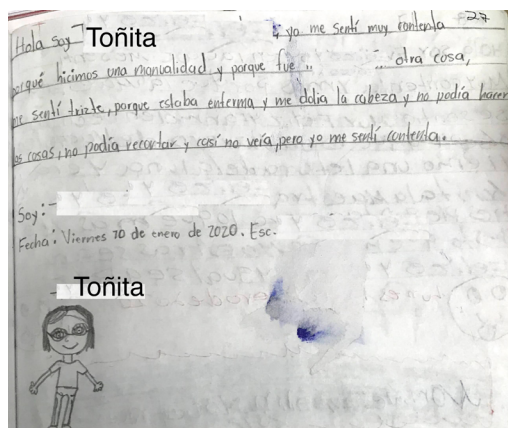 27
Hola soy Toñita y yo me sentí muy contenta
porqué hicimos una manualidad y porque fue otra cosa,
me sentí trizte, porque estaba enferma y me dolia la cabeza y no podía hacer
las cosas, no podía recortar y casi no veía, pero yo me sentí contenta.
Soy:
Fecha: Viernes 10 de enero de 2020. Esc.
Toñita